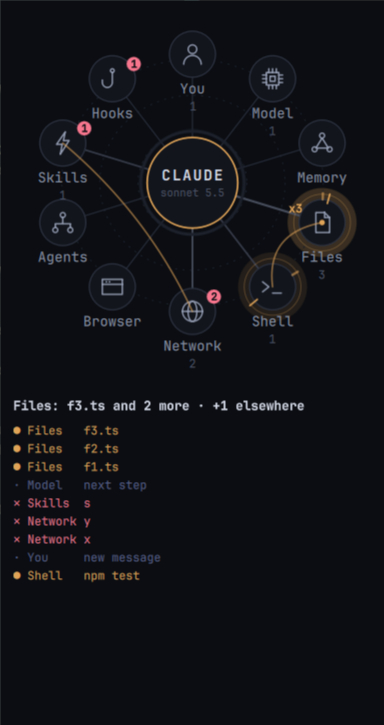 You
1
1
Hooks
Model
1
1
Skills
1
CLAUDE
sonnet 5.5
Memory
x3
Agents
Files
3
Browser
Shell
1
2
Network
2
Files: f3.ts and 2 more · +1 elsewhere
● Files f3.ts
● Files f2.ts
● Files f1.ts
· Model next step
× Skills s
× Network y
× Network x
· You new message
● Shell npm test